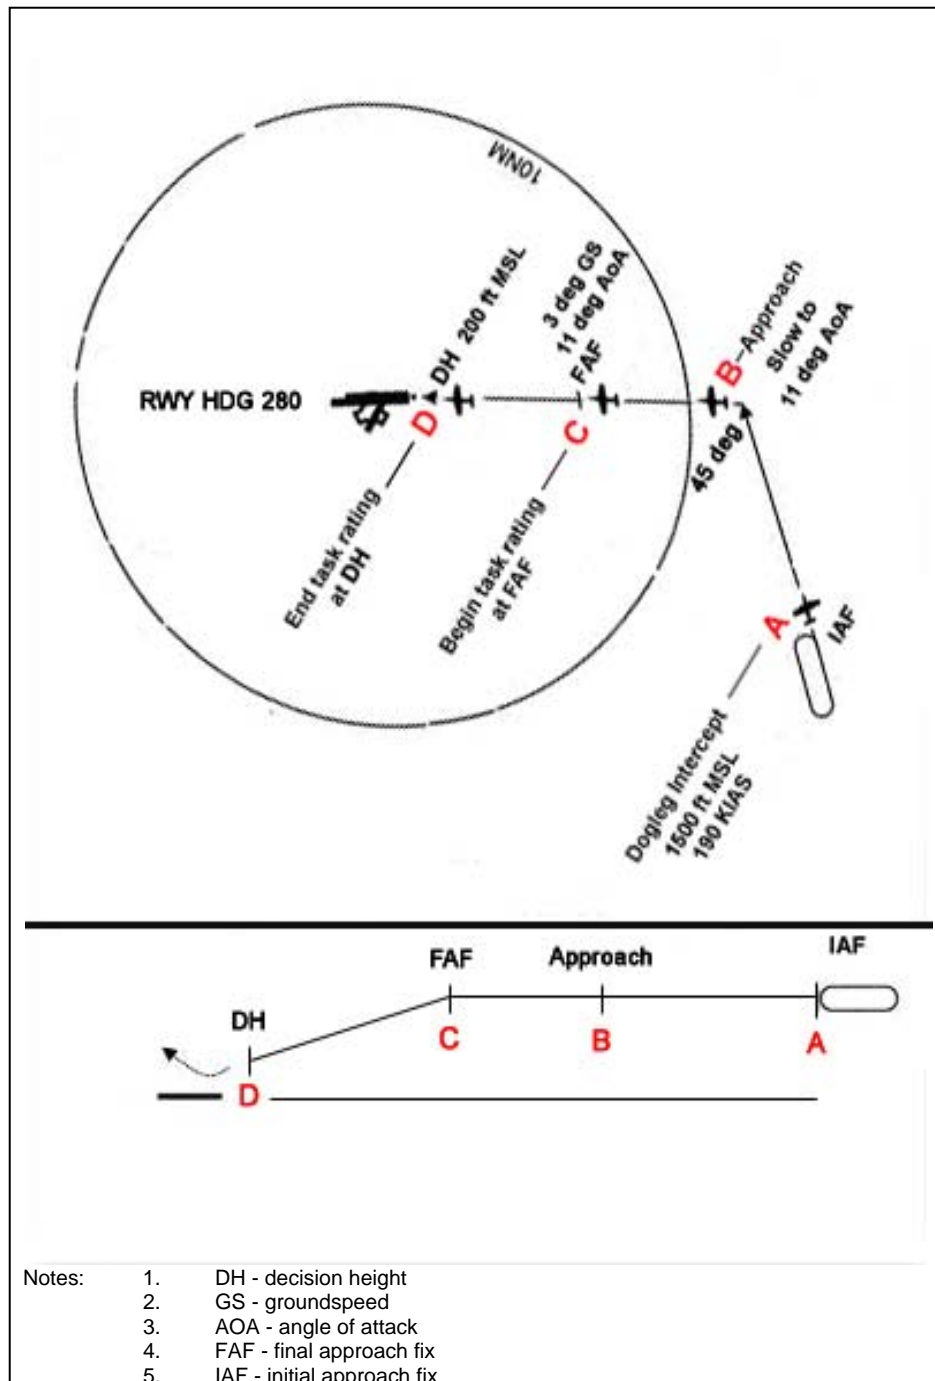 10NM
DH 200 ft MSL
3 deg GS
11 deg AoA
FAF
B
Approach
Slow to
11 deg AoA
RWY HDG 280
D
C
45 deg
End task rating
at DH
Begin task rating
at FAF
A
IAF
Dogleg Intercept
1500 ft MSL
190 KIAS
IAF
FAF
Approach
DH
C
B
A
D
Notes:
1. DH - decision height
2. GS - groundspeed
3. AOA - angle of attack
4. FAF - final approach fix
5. IAF - initial approach fix